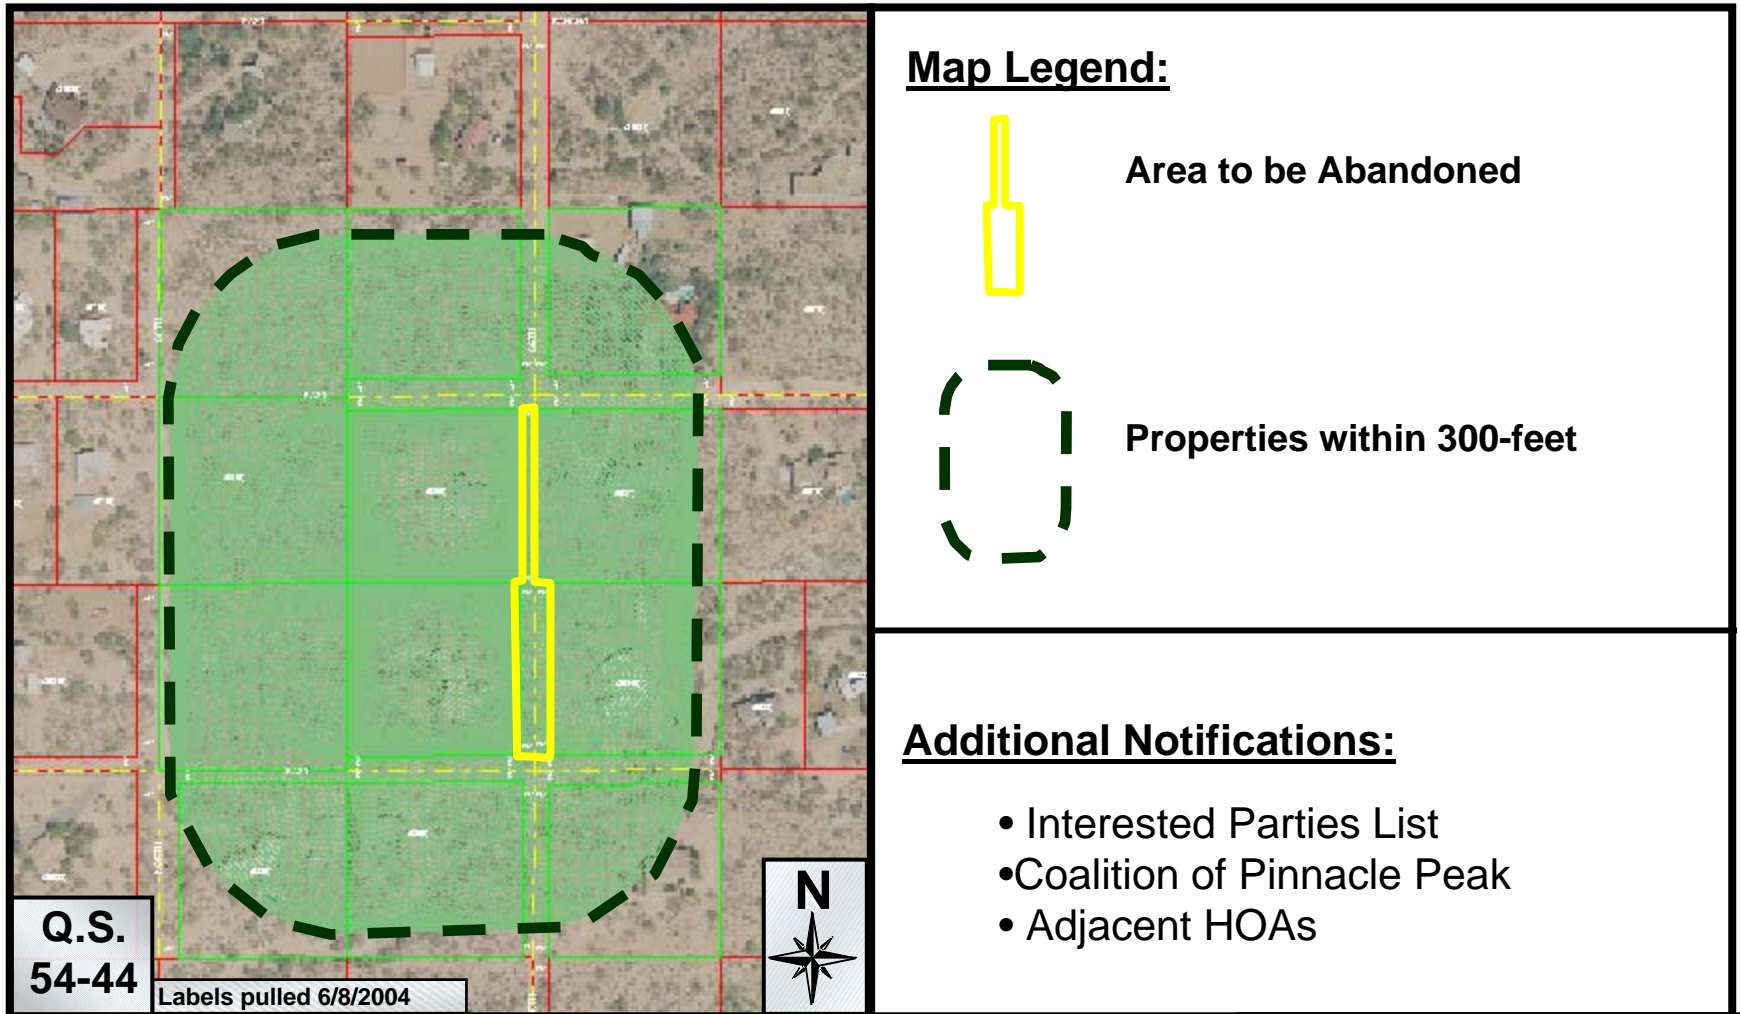 Map Legend:
Area to be Abandoned
Properties within 300-feet
Additional Notifications:
• Interested Parties List
•Coalition of Pinnacle Peak
• Adjacent HOAs
N
Q.S.
54-44
Labels pulled 6/8/2004